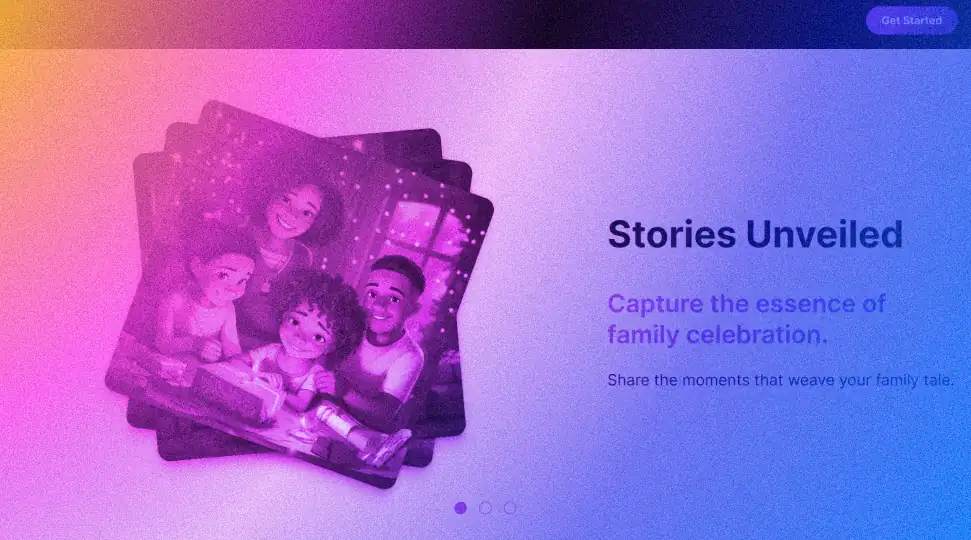 Get Started
Stories Unveiled
Capture the essence of
family celebration.
Share the moments that weave your family tale.